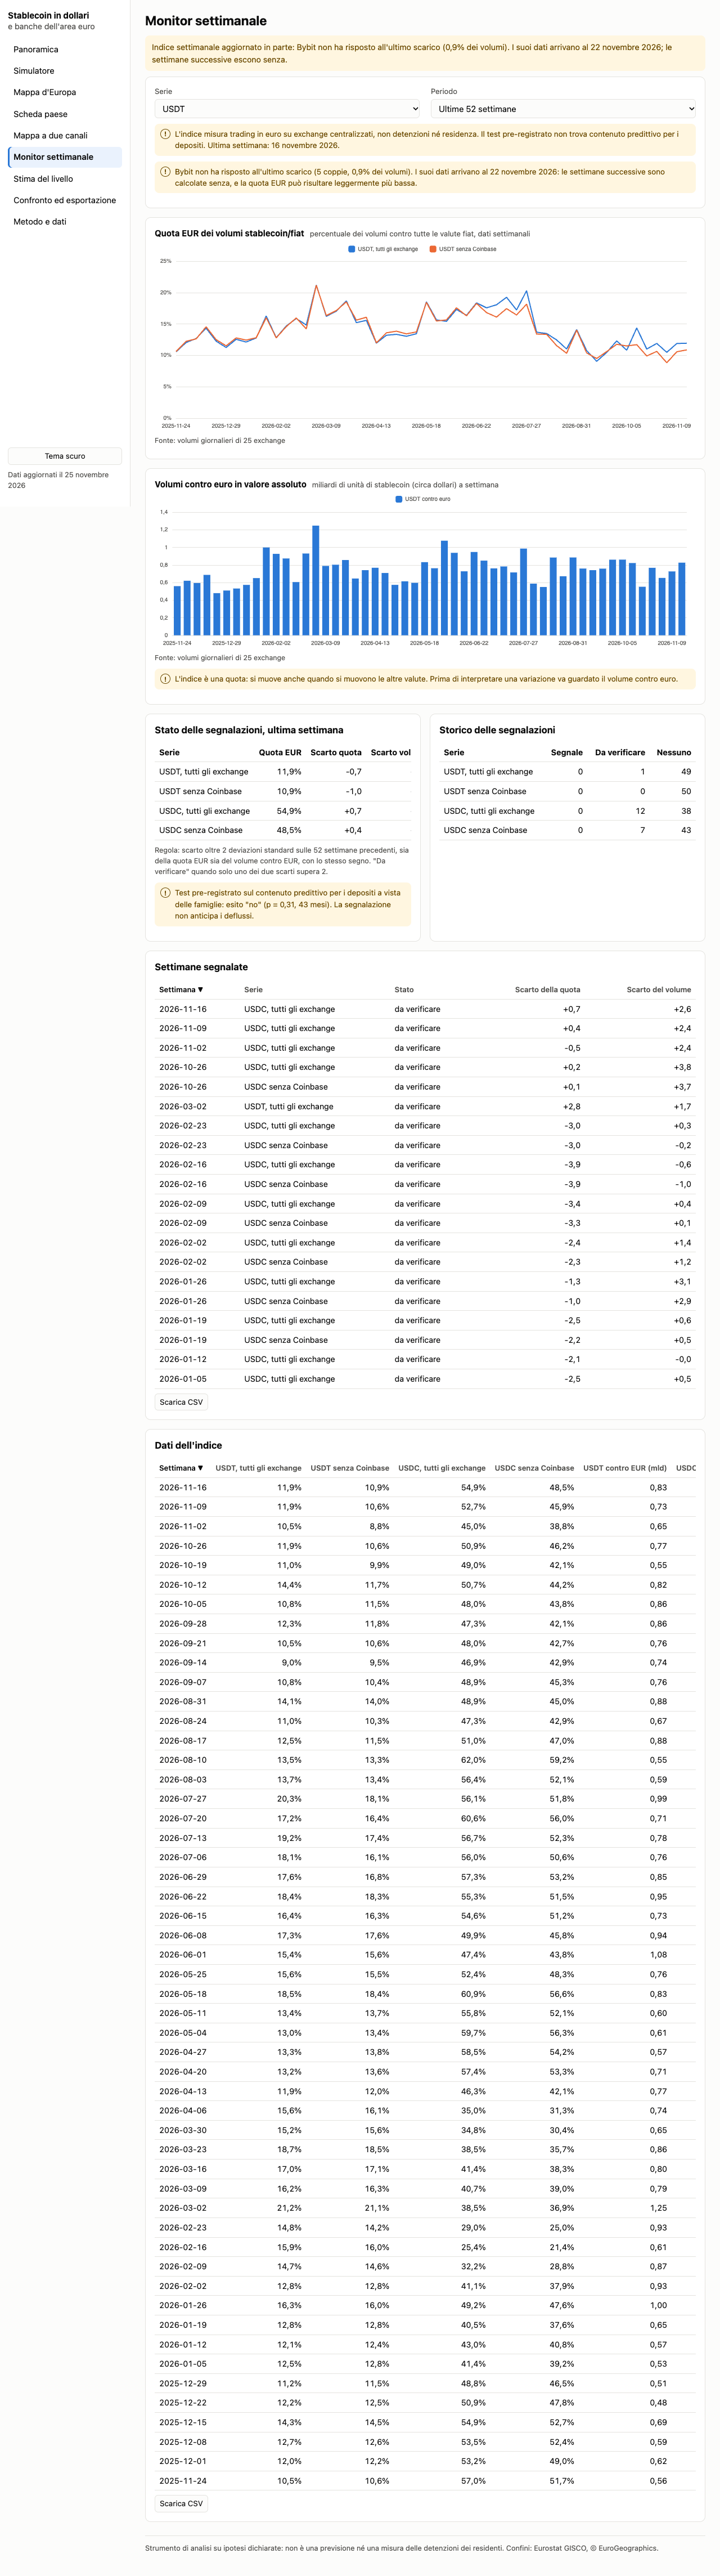 Stablecoin in dollari
e banche dell'area euro
Panoramica
Simulatore
Mappa d'Europa
Scheda paese
Mappa a due canali
Monitor settimanale
Stima del livello
Confronto ed esportazione
Metodo e dati
Tema scuro
Dati aggiornati il 25 novembre
2026
Monitor settimanale
Indice settimanale aggiornato in parte: Bybit non ha risposto all'ultimo scarico (0,9% dei volumi). I suoi dati arrivano al 22 novembre 2026; le
settimane successive escono senza.
Serie
Periodo
USDT
Ultime 52 settimane
L'indice misura trading in euro su exchange centralizzati, non detenzioni né residenza. Il test pre-registrato non trova contenuto predittivo per i
depositi. Ultima settimana: 16 novembre 2026.
Bybit non ha risposto all'ultimo scarico (5 coppie, 0,9% dei volumi). I suoi dati arrivano al 22 novembre 2026: le settimane successive sono
calcolate senza, e la quota EUR può risultare leggermente più bassa.
Quota EUR dei volumi stablecoin/fiat percentuale dei volumi contro tutte le valute fiat, dati settimanali
USDT, tutti gli exchange USDT senza Coinbase
25%
20%
15%
10%
5%
0%
2025-11-24 2025-12-29 2026-02-02 2026-03-09 2026-04-13 2026-05-18 2026-06-22 2026-07-27 2026-08-31 2026-10-05 2026-11-09
Fonte: volumi giornalieri di 25 exchange
Volumi contro euro in valore assoluto miliardi di unità di stablecoin (circa dollari) a settimana
USDT contro euro
1,4
1,2
1
0,8
0,6
0,4
0,2
0
2025-11-24 2025-12-29 2026-02-02 2026-03-09 2026-04-13 2026-05-18 2026-06-22 2026-07-27 2026-08-31 2026-10-05 2026-11-09
Fonte: volumi giornalieri di 25 exchange
L'indice è una quota: si muove anche quando si muovono le altre valute. Prima di interpretare una variazione va guardato il volume contro euro.
Stato delle segnalazioni, ultima settimana
Serie Quota EUR Scarto quota Scarto vol
USDT, tutti gli exchange 11,9% -0,7
USDT senza Coinbase 10,9% -1,0
USDC, tutti gli exchange 54,9% +0,7
USDC senza Coinbase 48,5% +0,4
Regola: scarto oltre 2 deviazioni standard sulle 52 settimane precedenti, sia
della quota EUR sia del volume contro EUR, con lo stesso segno. "Da
verificare" quando solo uno dei due scarti supera 2.
Test pre-registrato sul contenuto predittivo per i depositi a vista
delle famiglie: esito "no" (p = 0,31, 43 mesi). La segnalazione
non anticipa i deflussi.
Storico delle segnalazioni
Serie Segnale Da verificare Nessuno
USDT, tutti gli exchange 0 1 49
USDT senza Coinbase 0 0 50
USDC, tutti gli exchange 0 12 38
USDC senza Coinbase 0 7 43
Settimane segnalate
Settimana ▼ Serie Stato Scarto della quota Scarto del volume
2026-11-16 USDC, tutti gli exchange da verificare +0,7 +2,6
2026-11-09 USDC, tutti gli exchange da verificare +0,4 +2,4
2026-11-02 USDC, tutti gli exchange da verificare -0,5 +2,4
2026-10-26 USDC, tutti gli exchange da verificare +0,2 +3,8
2026-10-26 USDC senza Coinbase da verificare +0,1 +3,7
2026-03-02 USDT, tutti gli exchange da verificare +2,8 +1,7
2026-02-23 USDC, tutti gli exchange da verificare -3,0 +0,3
2026-02-23 USDC senza Coinbase da verificare -3,0 -0,2
2026-02-16 USDC, tutti gli exchange da verificare -3,9 -0,6
2026-02-16 USDC senza Coinbase da verificare -3,9 -1,0
2026-02-09 USDC, tutti gli exchange da verificare -3,4 +0,4
2026-02-09 USDC senza Coinbase da verificare -3,3 +0,1
2026-02-02 USDC, tutti gli exchange da verificare -2,4 +1,4
2026-02-02 USDC senza Coinbase da verificare -2,3 +1,2
2026-01-26 USDC, tutti gli exchange da verificare -1,3 +3,1
2026-01-26 USDC senza Coinbase da verificare -1,0 +2,9
2026-01-19 USDC, tutti gli exchange da verificare -2,5 +0,6
2026-01-19 USDC senza Coinbase da verificare -2,2 +0,5
2026-01-12 USDC, tutti gli exchange da verificare -2,1 -0,0
2026-01-05 USDC, tutti gli exchange da verificare -2,5 +0,5
Scarica CSV
Dati dell'indice
Settimana ▼ USDT, tutti gli exchange USDT senza Coinbase USDC, tutti gli exchange USDC senza Coinbase USDT contro EUR (mld) USDC
2026-11-16 11,9% 10,9% 54,9% 48,5% 0,83
2026-11-09 11,9% 10,6% 52,7% 45,9% 0,73
2026-11-02 10,5% 8,8% 45,0% 38,8% 0,65
2026-10-26 11,9% 10,6% 50,9% 46,2% 0,77
2026-10-19 11,0% 9,9% 49,0% 42,1% 0,55
2026-10-12 14,4% 11,7% 50,7% 44,2% 0,82
2026-10-05 10,8% 11,5% 48,0% 43,8% 0,86
2026-09-28 12,3% 11,8% 47,3% 42,1% 0,86
2026-09-21 10,5% 10,6% 48,0% 42,7% 0,76
2026-09-14 9,0% 9,5% 46,9% 42,9% 0,74
2026-09-07 10,8% 10,4% 48,9% 45,3% 0,76
2026-08-31 14,1% 14,0% 48,9% 45,0% 0,88
2026-08-24 11,0% 10,3% 47,3% 42,9% 0,67
2026-08-17 12,5% 11,5% 51,0% 47,0% 0,88
2026-08-10 13,5% 13,3% 62,0% 59,2% 0,55
2026-08-03 13,7% 13,4% 56,4% 52,1% 0,59
2026-07-27 20,3% 18,1% 56,1% 51,8% 0,99
2026-07-20 17,2% 16,4% 60,6% 56,0% 0,71
2026-07-13 19,2% 17,4% 56,7% 52,3% 0,78
2026-07-06 18,1% 16,1% 56,0% 50,6% 0,76
2026-06-29 17,6% 16,8% 57,3% 53,2% 0,85
2026-06-22 18,4% 18,3% 55,3% 51,5% 0,95
2026-06-15 16,4% 16,3% 54,6% 51,2% 0,73
2026-06-08 17,3% 17,6% 49,9% 45,8% 0,94
2026-06-01 15,4% 15,6% 47,4% 43,8% 1,08
2026-05-25 15,6% 15,5% 52,4% 48,3% 0,76
2026-05-18 18,5% 18,4% 60,9% 56,6% 0,83
2026-05-11 13,4% 13,7% 55,8% 52,1% 0,60
2026-05-04 13,0% 13,4% 59,7% 56,3% 0,61
2026-04-27 13,3% 13,8% 58,5% 54,2% 0,57
2026-04-20 13,2% 13,6% 57,4% 53,3% 0,71
2026-04-13 11,9% 12,0% 46,3% 42,1% 0,77
2026-04-06 15,6% 16,1% 35,0% 31,3% 0,74
2026-03-30 15,2% 15,6% 34,8% 30,4% 0,65
2026-03-23 18,7% 18,5% 38,5% 35,7% 0,86
2026-03-16 17,0% 17,1% 41,4% 38,3% 0,80
2026-03-09 16,2% 16,3% 40,7% 39,0% 0,79
2026-03-02 21,2% 21,1% 38,5% 36,9% 1,25
2026-02-23 14,8% 14,2% 29,0% 25,0% 0,93
2026-02-16 15,9% 16,0% 25,4% 21,4% 0,61
2026-02-09 14,7% 14,6% 32,2% 28,8% 0,87
2026-02-02 12,8% 12,8% 41,1% 37,9% 0,93
2026-01-26 16,3% 16,0% 49,2% 47,6% 1,00
2026-01-19 12,8% 12,8% 40,5% 37,6% 0,65
2026-01-12 12,1% 12,4% 43,0% 40,8% 0,57
2026-01-05 12,5% 12,8% 41,4% 39,2% 0,53
2025-12-29 11,2% 11,5% 48,8% 46,5% 0,51
2025-12-22 12,2% 12,5% 50,9% 47,8% 0,48
2025-12-15 14,3% 14,5% 54,9% 52,7% 0,69
2025-12-08 12,7% 12,6% 53,5% 52,4% 0,59
2025-12-01 12,0% 12,2% 53,2% 49,0% 0,62
2025-11-24 10,5% 10,6% 57,0% 51,7% 0,56
Scarica CSV
Strumento di analisi su ipotesi dichiarate: non è una previsione né una misura delle detenzioni dei residenti. Confini: Eurostat GISCO, © EuroGeographics.